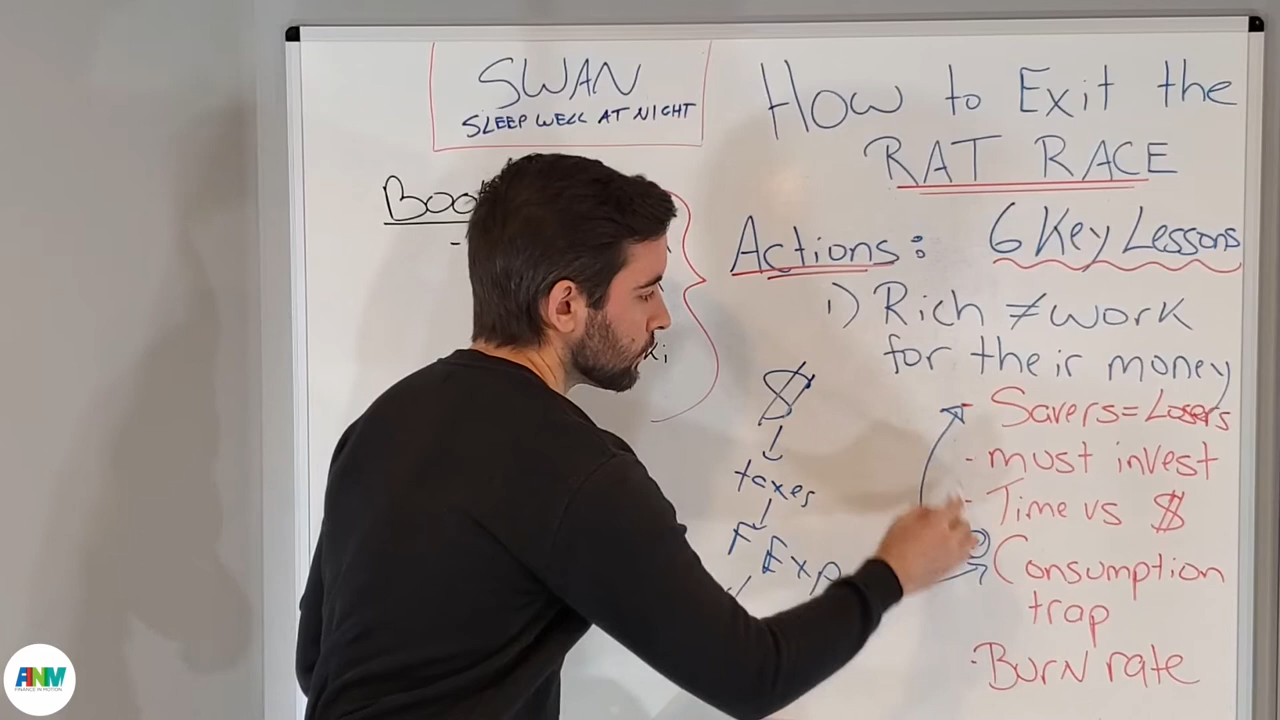 SWAN
SLEEP WELL AT NIGHT
How to Exit the
RAT RACE
Actions: 6 Key Lessons
1) Rich ≠ work
for their money
- Savers = Losers
- must invest
- Time vs $
Consumption
trap
- Burn rate
$
taxes
F Exp
FINM
FINANCE IN MOTION